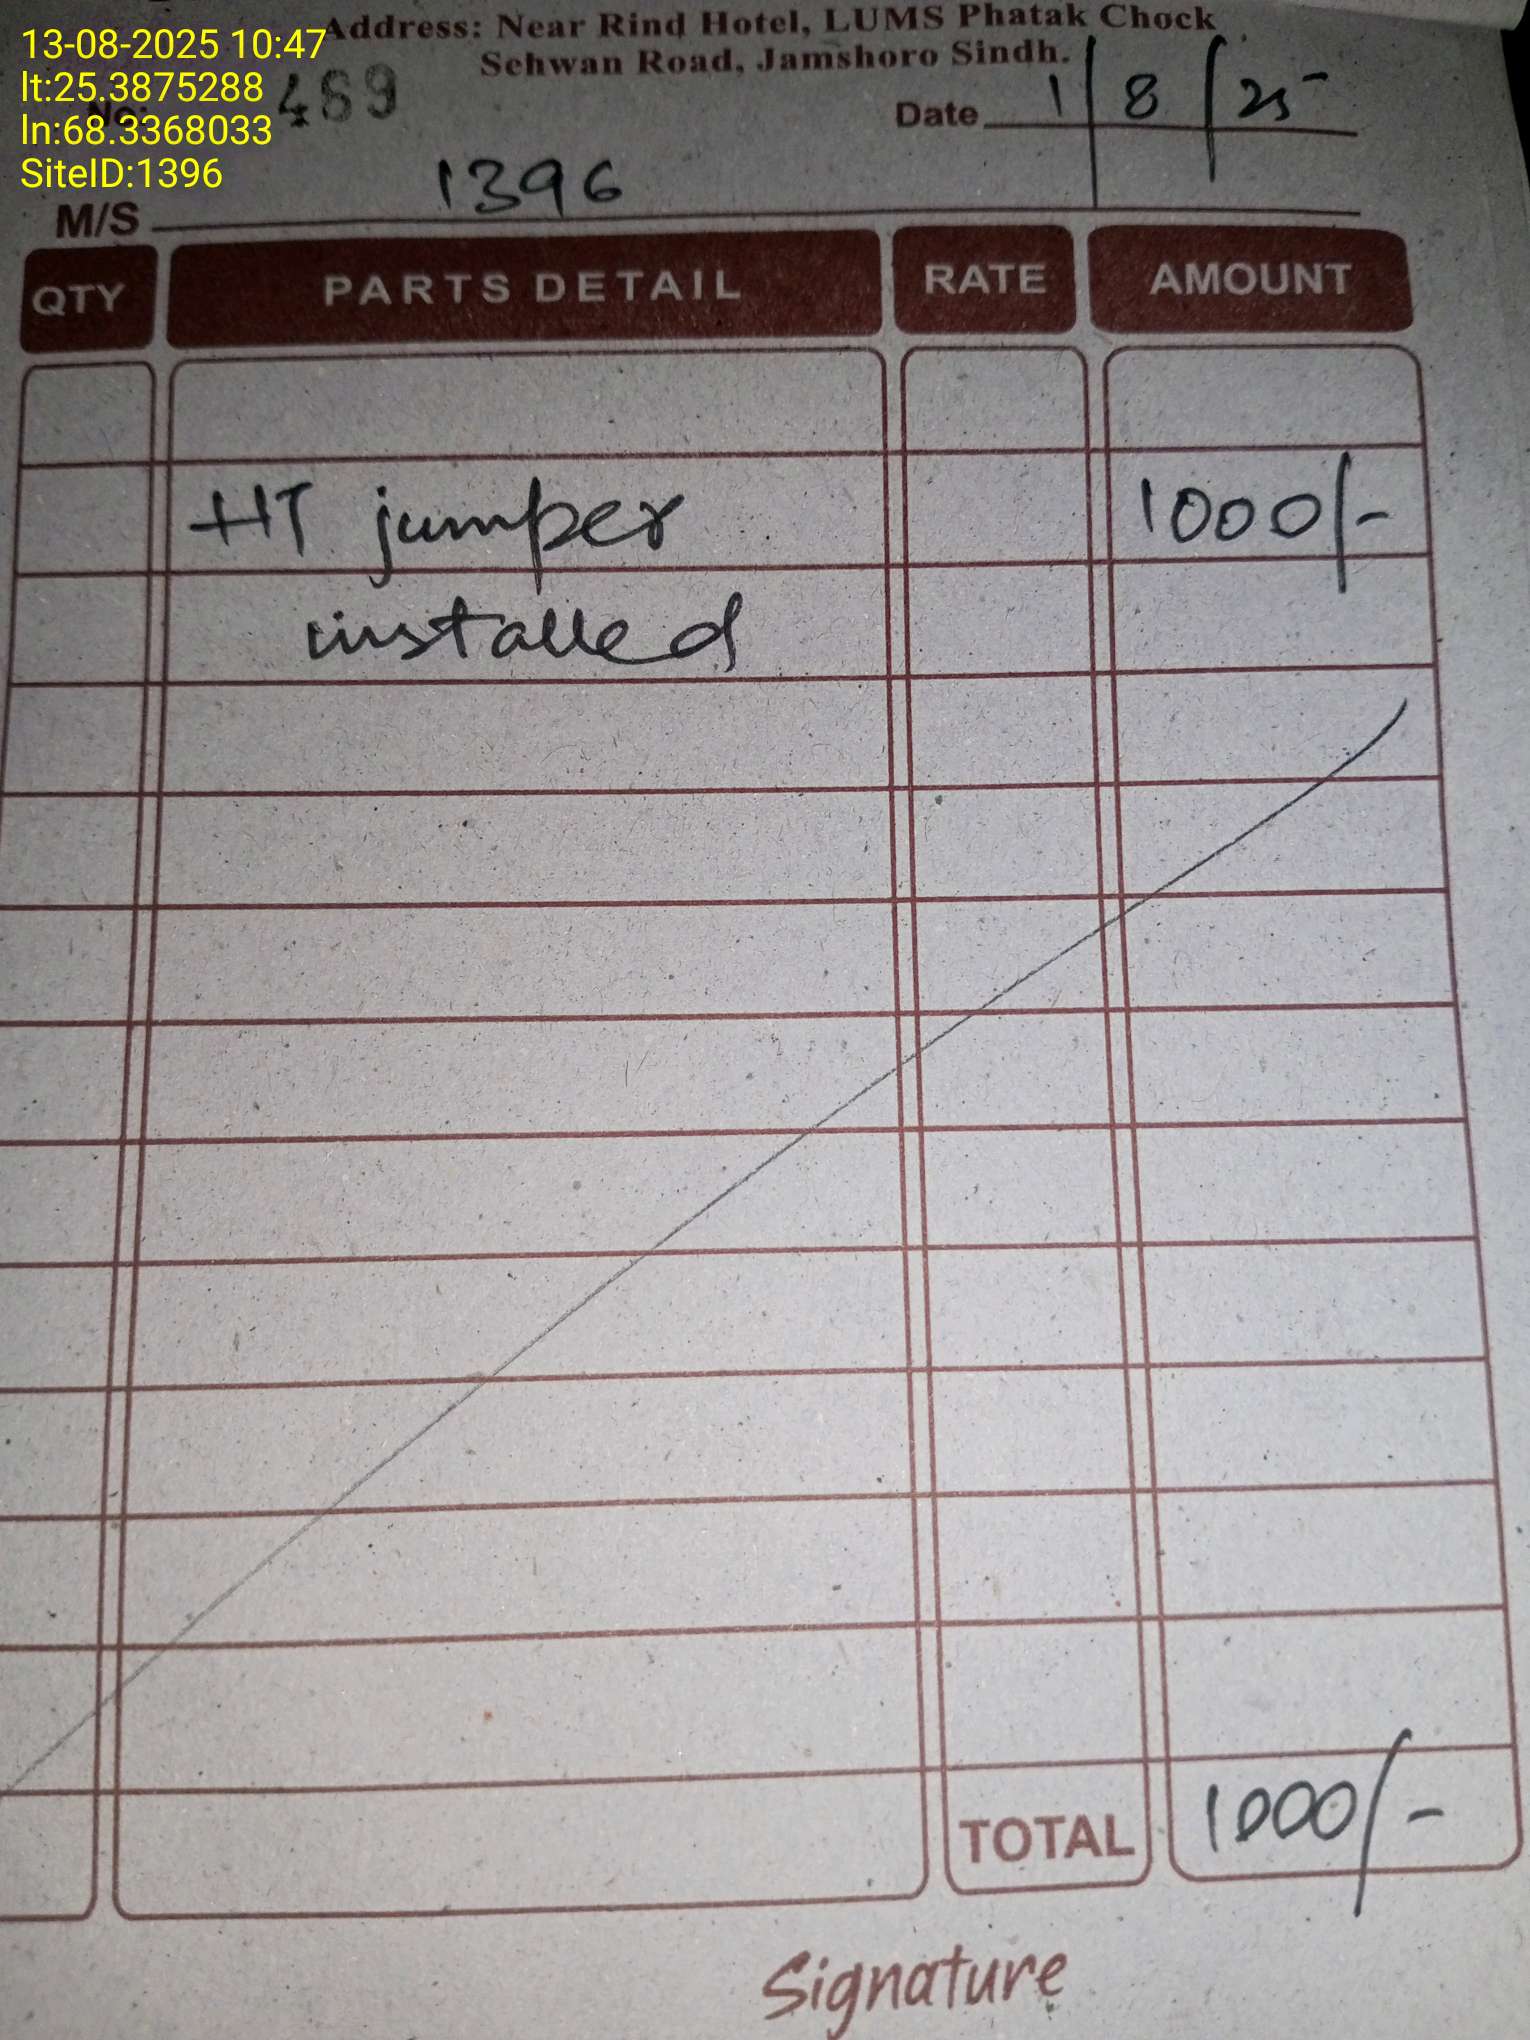 13-08-2025 10:47
lt:25.3875288
ln:68.3368033
SiteID:1396
Address: Near Rind Hotel, LUMS Phatak Chock
Sehwan Road, Jamshoro Sindh.
No: 469
Date 1/8/25
M/S 1396
QTY PARTS DETAIL RATE AMOUNT
HT jumper 1000/-
installed
TOTAL 1000/-
Signature